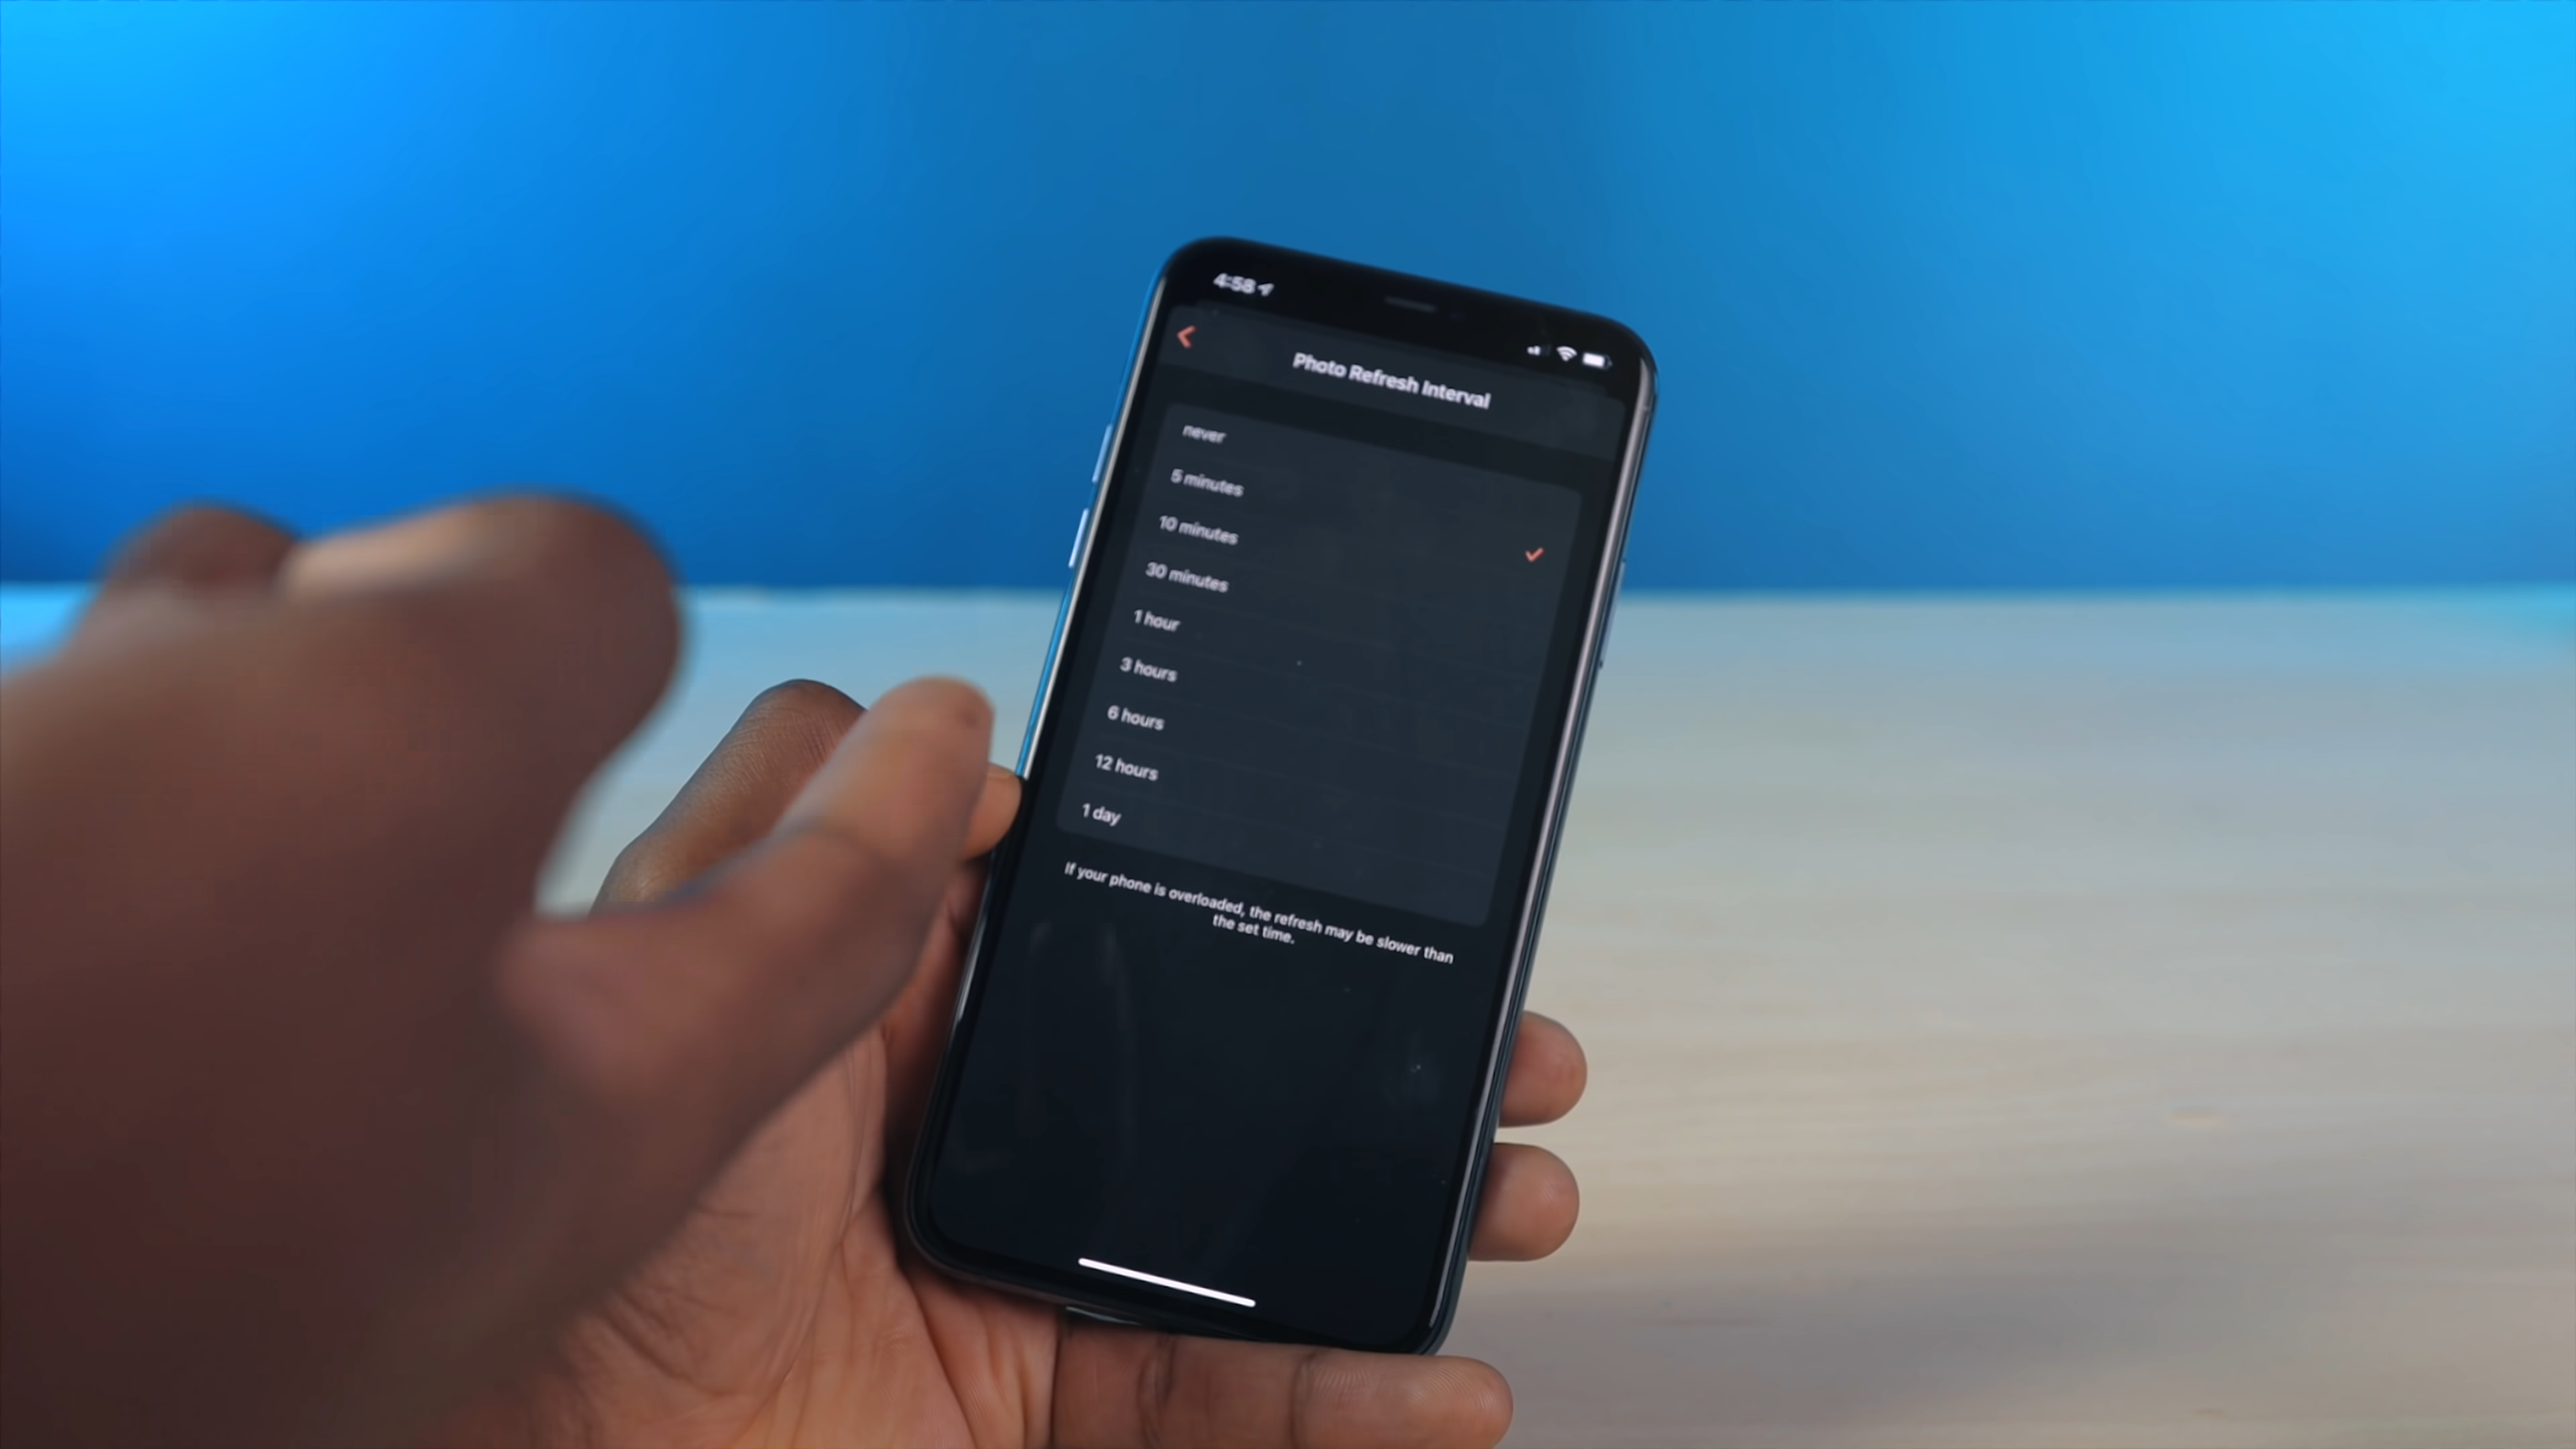 4:58
Photo Refresh Interval
never
5 minutes
10 minutes
30 minutes
1 hour
3 hours
6 hours
12 hours
1 day
If your phone is overloaded, the refresh may be slower than
the set time.